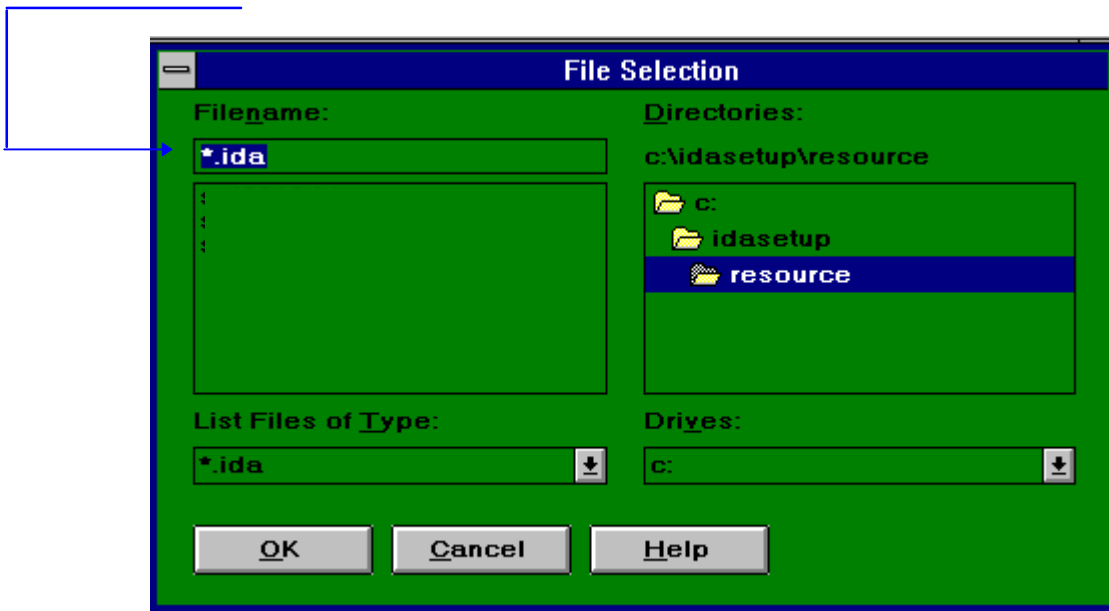 File Selection
Filename:
*.ida
List Files of Type:
*.ida
Directories:
c:\idasetup\resource
c:
idasetup
resource
Drives:
c:
OK
Cancel
Help